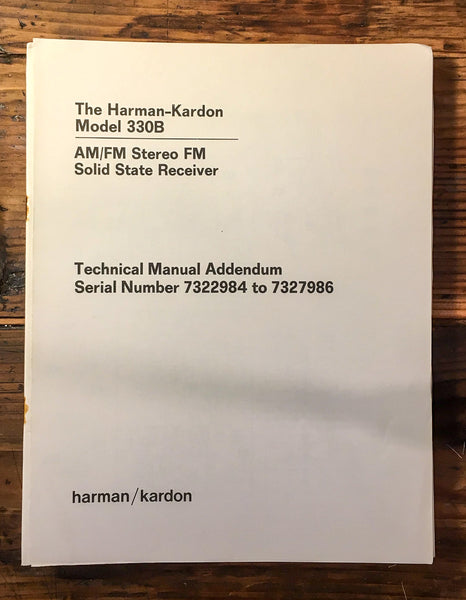 The Harman-Kardon
Model 330B
AM/FM Stereo FM
Solid State Receiver
Technical Manual Addendum
Serial Number 7322984 to 7327986
harman/kardon